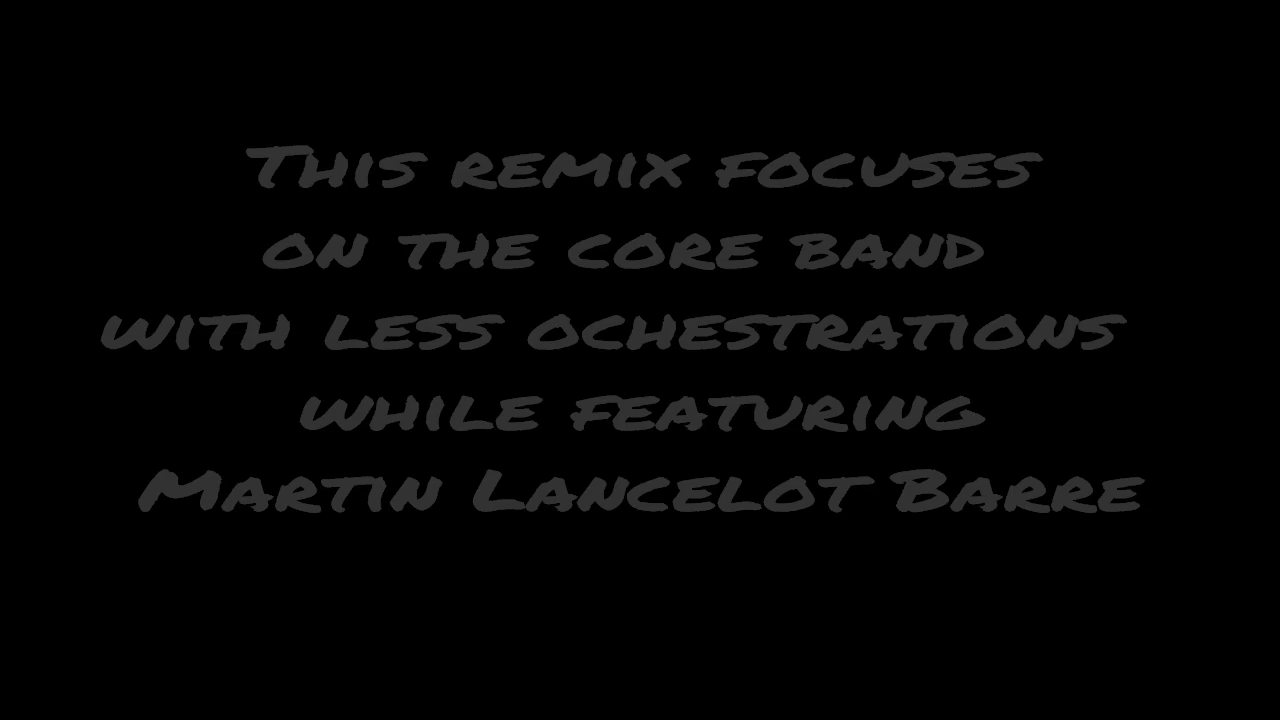 This remix focuses
on the core band
with less ochestrations
while featuring
Martin Lancelot Barre